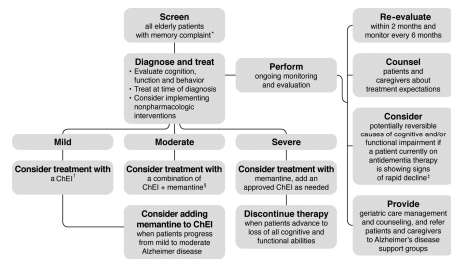 Screen
all elderly patients
with memory complaint*
Diagnose and treat
• Evaluate cognition,
function and behavior
• Treat at time of diagnosis
• Consider implementing
nonpharmacologic
interventions
Perform
ongoing monitoring
and evaluation
Re-evaluate
within 2 months and
monitor every 6 months
Counsel
patients and
caregivers about
treatment expectations
Consider
potentially reversible
causes of cognitive and/or
functional impairment if
a patient currently on
antidementia therapy
is showing signs
of rapid decline‡
Provide
geriatric care management
and counseling, and refer
patients and caregivers
to Alzheimer's disease
support groups
Mild
Consider treatment with
a ChEI†
Consider adding
memantine to ChEI
when patients progress
from mild to moderate
Alzheimer disease
Moderate
Consider treatment with
a combination of
ChEI + memantine§
Severe
Consider treatment with
memantine, add an
approved ChEI as needed
Discontinue therapy
when patients advance to
loss of all cognitive and
functional abilities